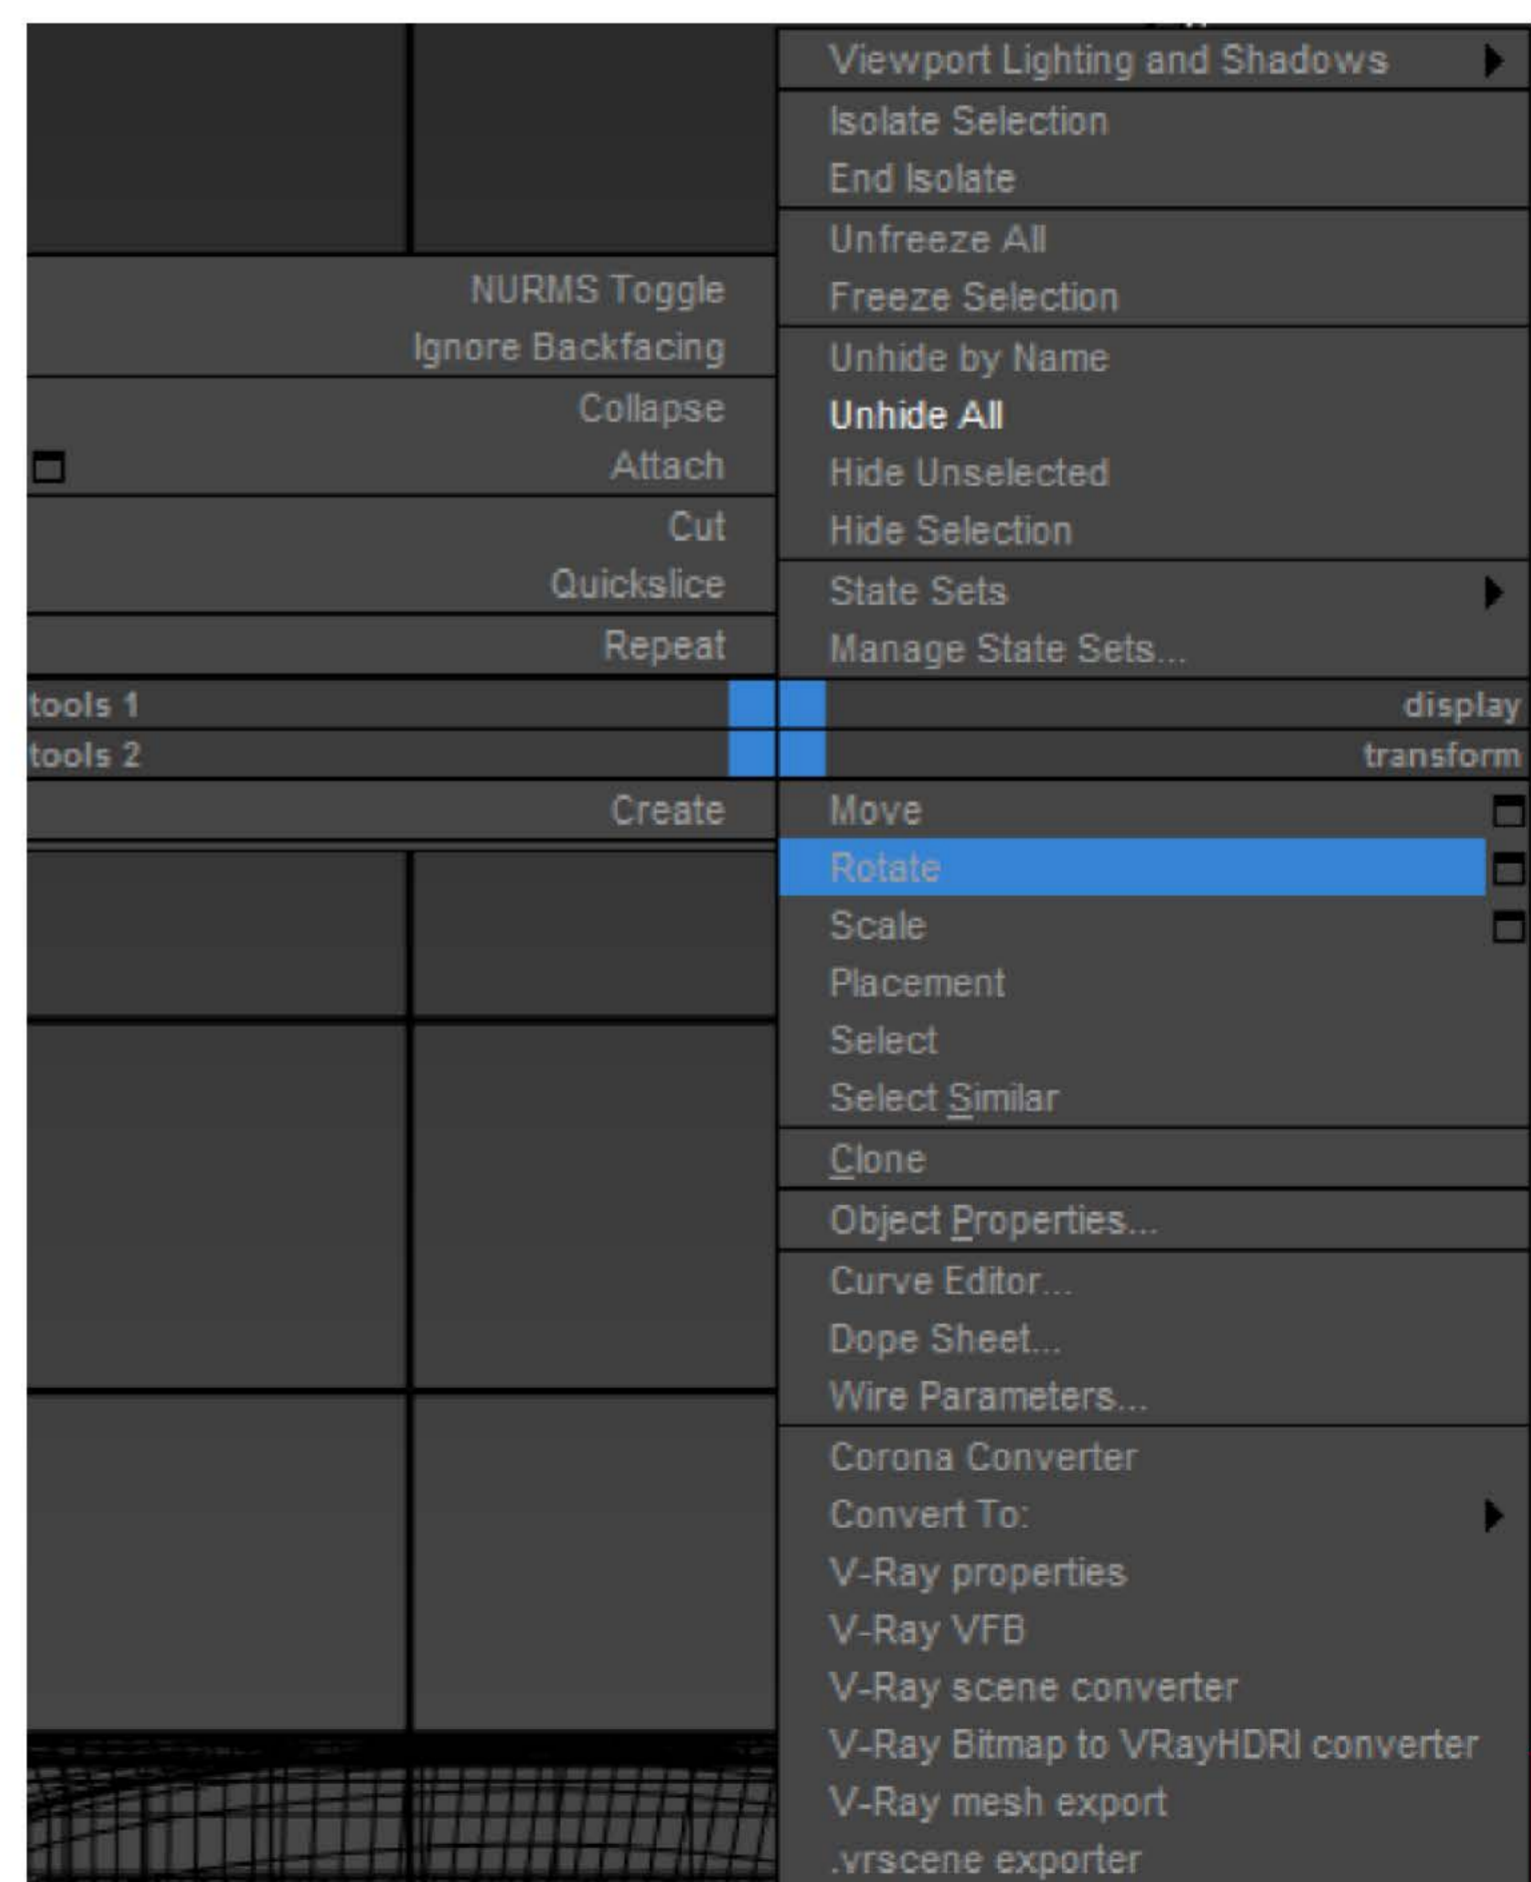 Viewport Lighting and Shadows
Isolate Selection
End Isolate
Unfreeze All
Freeze Selection
Unhide by Name
Unhide All
Hide Unselected
Hide Selection
State Sets
Manage State Sets...
NURMS Toggle
Ignore Backfacing
Collapse
Attach
Cut
Quickslice
Repeat
tools 1
display
tools 2
transform
Create
Move
Rotate
Scale
Placement
Select
Select Similar
Clone
Object Properties...
Curve Editor...
Dope Sheet...
Wire Parameters...
Corona Converter
Convert To:
V-Ray properties
V-Ray VFB
V-Ray scene converter
V-Ray Bitmap to VRayHDRI converter
V-Ray mesh export
.vrscene exporter